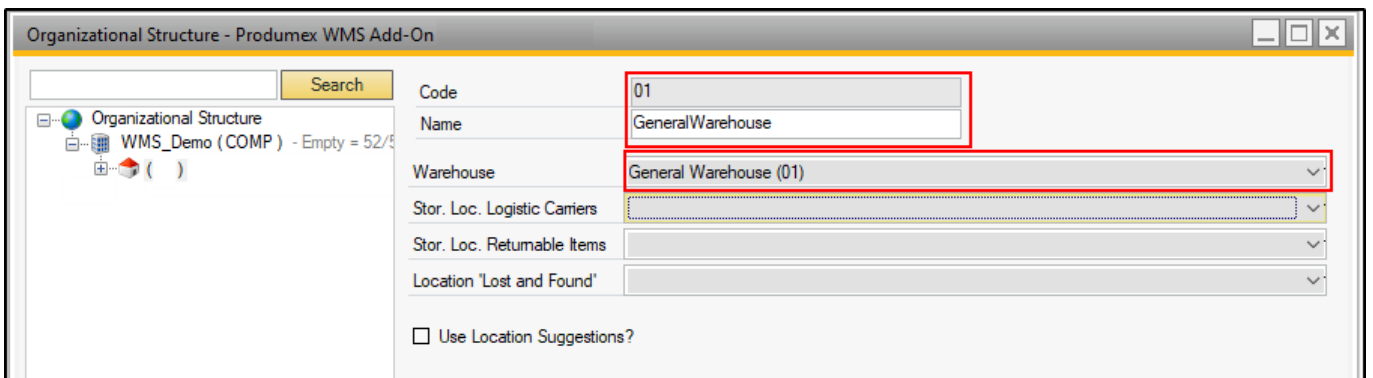 Organizational Structure - Produmex WMS Add-On
Search
Organizational Structure
WMS_Demo ( COMP ) - Empty = 52/
( )
Code 01
Name GeneralWarehouse
Warehouse General Warehouse (01)
Stor. Loc. Logistic Carriers
Stor. Loc. Returnable Items
Location 'Lost and Found'
Use Location Suggestions?